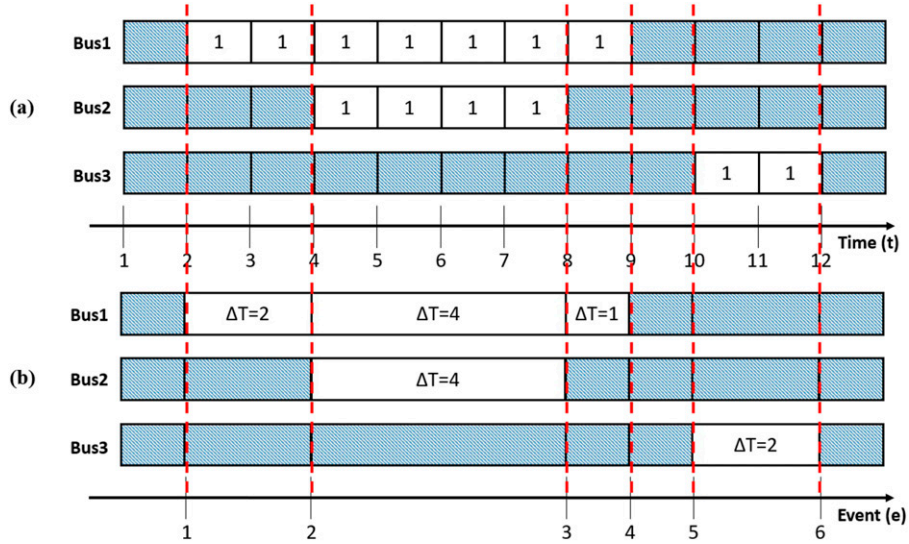 Bus1 1 1 1 1 1 1 1
(a) Bus2 1 1 1 1
Bus3 1 1
Time (t)
1 2 3 4 5 6 7 8 9 10 11 12
Bus1 ΔT=2 ΔT=4 ΔT=1
(b) Bus2 ΔT=4
Bus3 ΔT=2
Event (e)
1 2 3 4 5 6